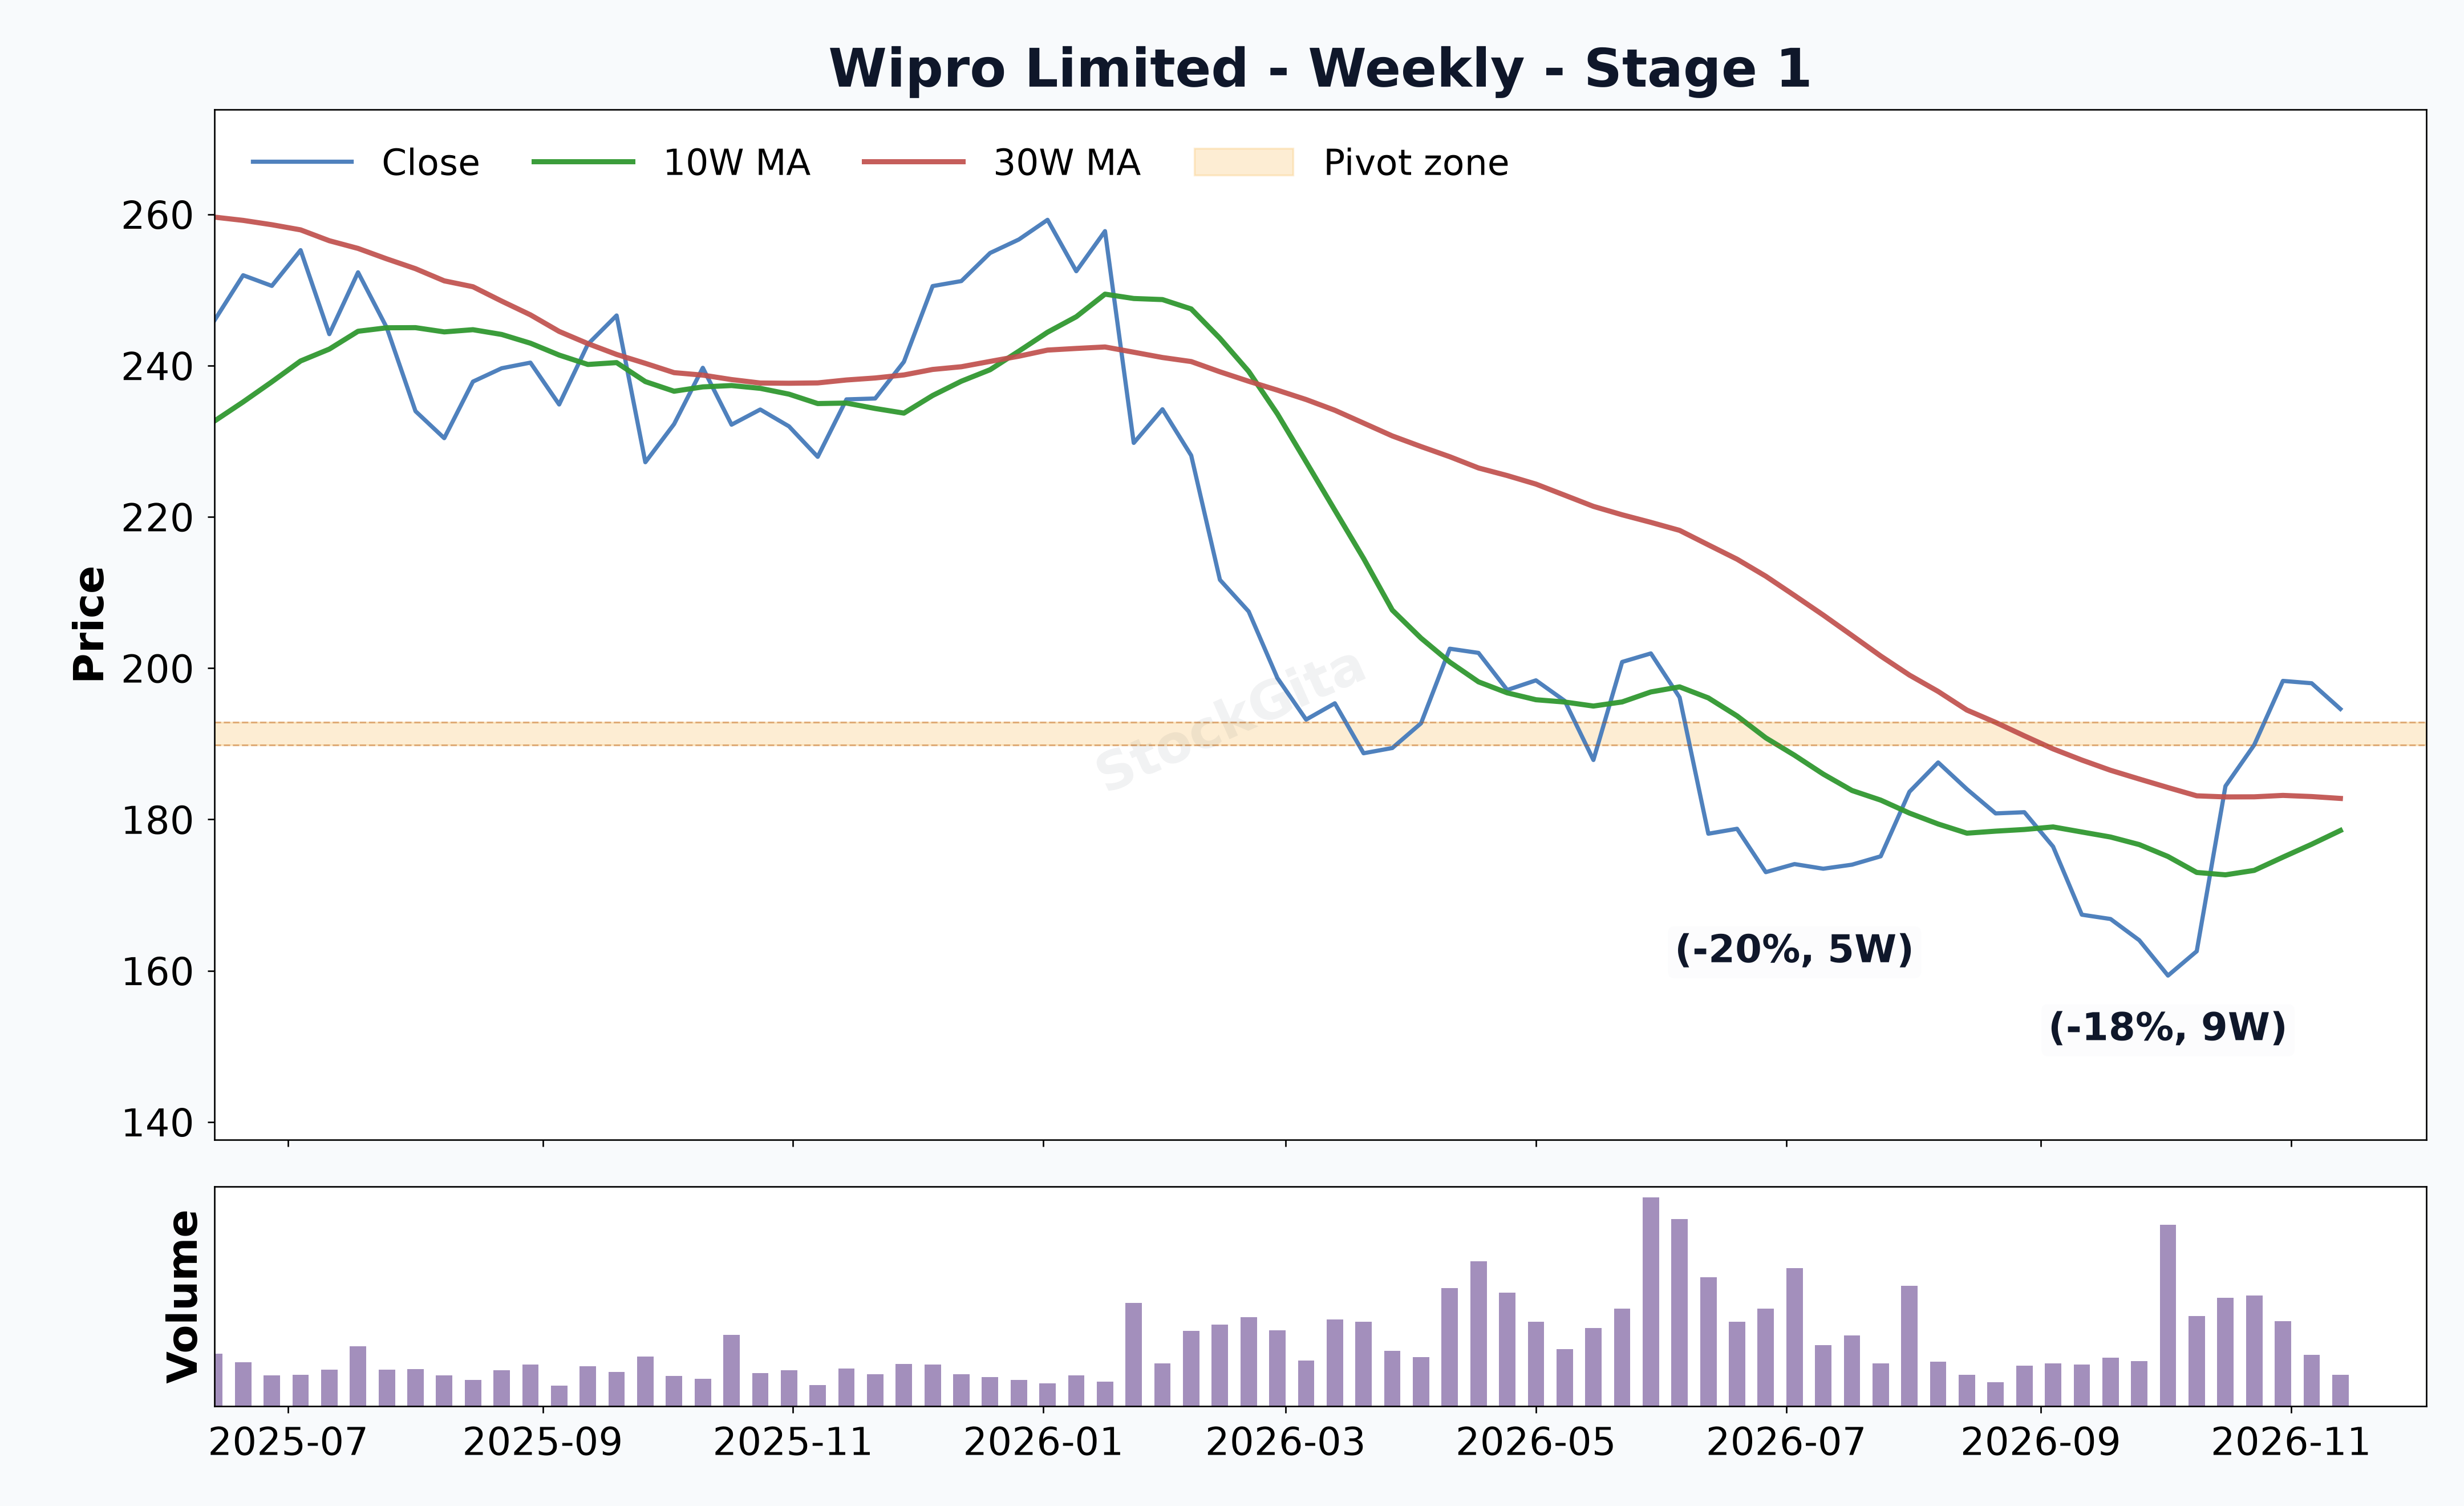 Wipro Limited - Weekly - Stage 1
Close
10W MA
30W MA
Pivot zone
Price
260
240
220
200
180
160
140
StockGita
(-20%, 5W)
(-18%, 9W)
Volume
2025-07
2025-09
2025-11
2026-01
2026-03
2026-05
2026-07
2026-09
2026-11